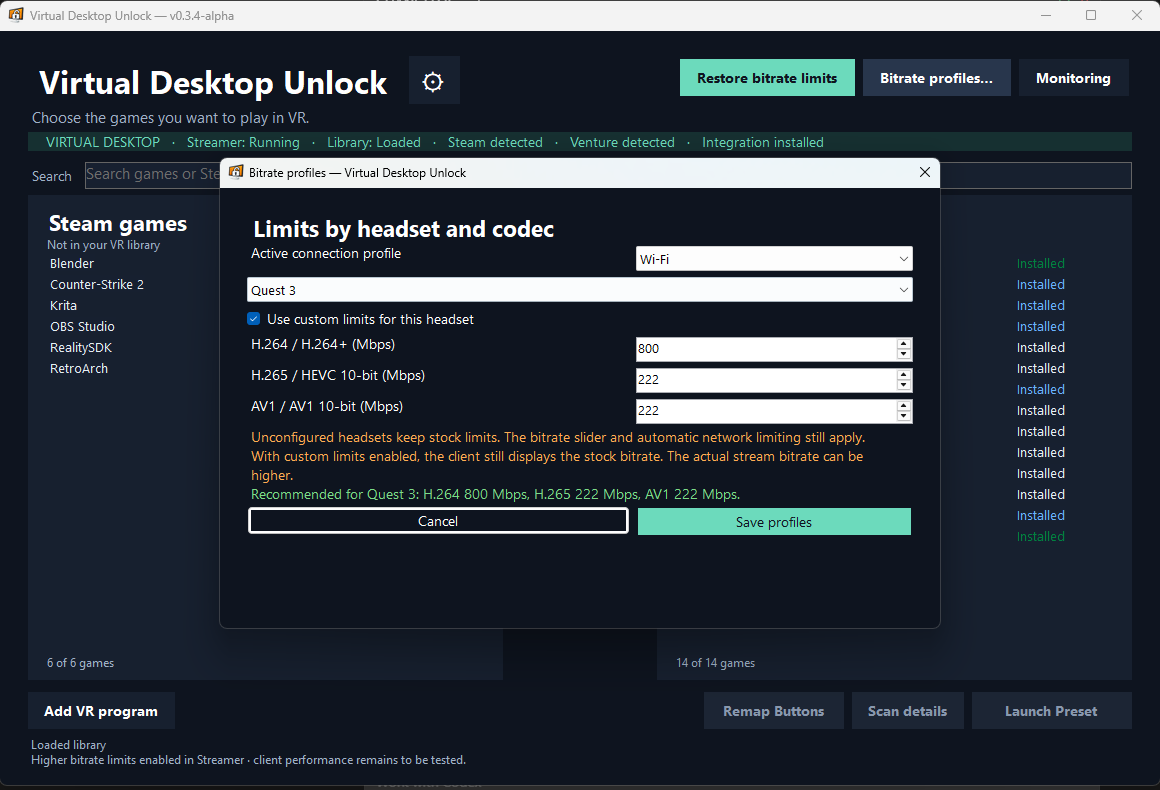 Virtual Desktop Unlock — v0.3.4-alpha
Virtual Desktop Unlock
Restore bitrate limits
Bitrate profiles...
Monitoring
Choose the games you want to play in VR.
VIRTUAL DESKTOP · Streamer: Running · Library: Loaded · Steam detected · Venture detected · Integration installed
Search
Search games or Ste
Steam games
Not in your VR library
Blender
Counter-Strike 2
Krita
OBS Studio
RealitySDK
RetroArch
6 of 6 games
Bitrate profiles — Virtual Desktop Unlock
Limits by headset and codec
Active connection profile
Wi-Fi
Quest 3
Use custom limits for this headset
H.264 / H.264+ (Mbps)
800
H.265 / HEVC 10-bit (Mbps)
222
AV1 / AV1 10-bit (Mbps)
222
Unconfigured headsets keep stock limits. The bitrate slider and automatic network limiting still apply.
With custom limits enabled, the client still displays the stock bitrate. The actual stream bitrate can be
higher.
Recommended for Quest 3: H.264 800 Mbps, H.265 222 Mbps, AV1 222 Mbps.
Cancel
Save profiles
Installed
Installed
Installed
Installed
Installed
Installed
Installed
Installed
Installed
Installed
Installed
Installed
Installed
Installed
14 of 14 games
Add VR program
Remap Buttons
Scan details
Launch Preset
Loaded library
Higher bitrate limits enabled in Streamer · client performance remains to be tested.